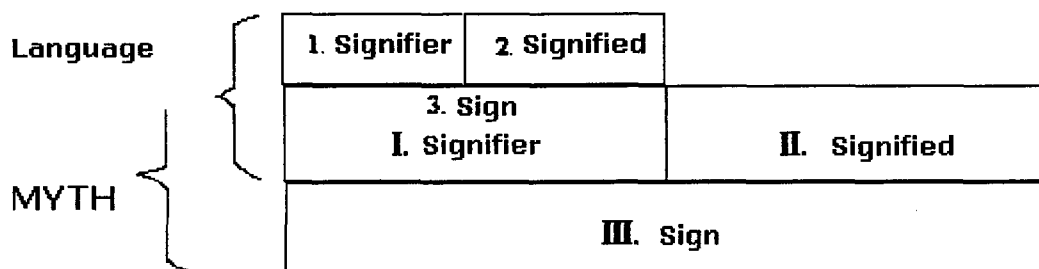 Language
1. Signifier
2. Signified
3. Sign
I. Signifier
II. Signified
MYTH
III. Sign